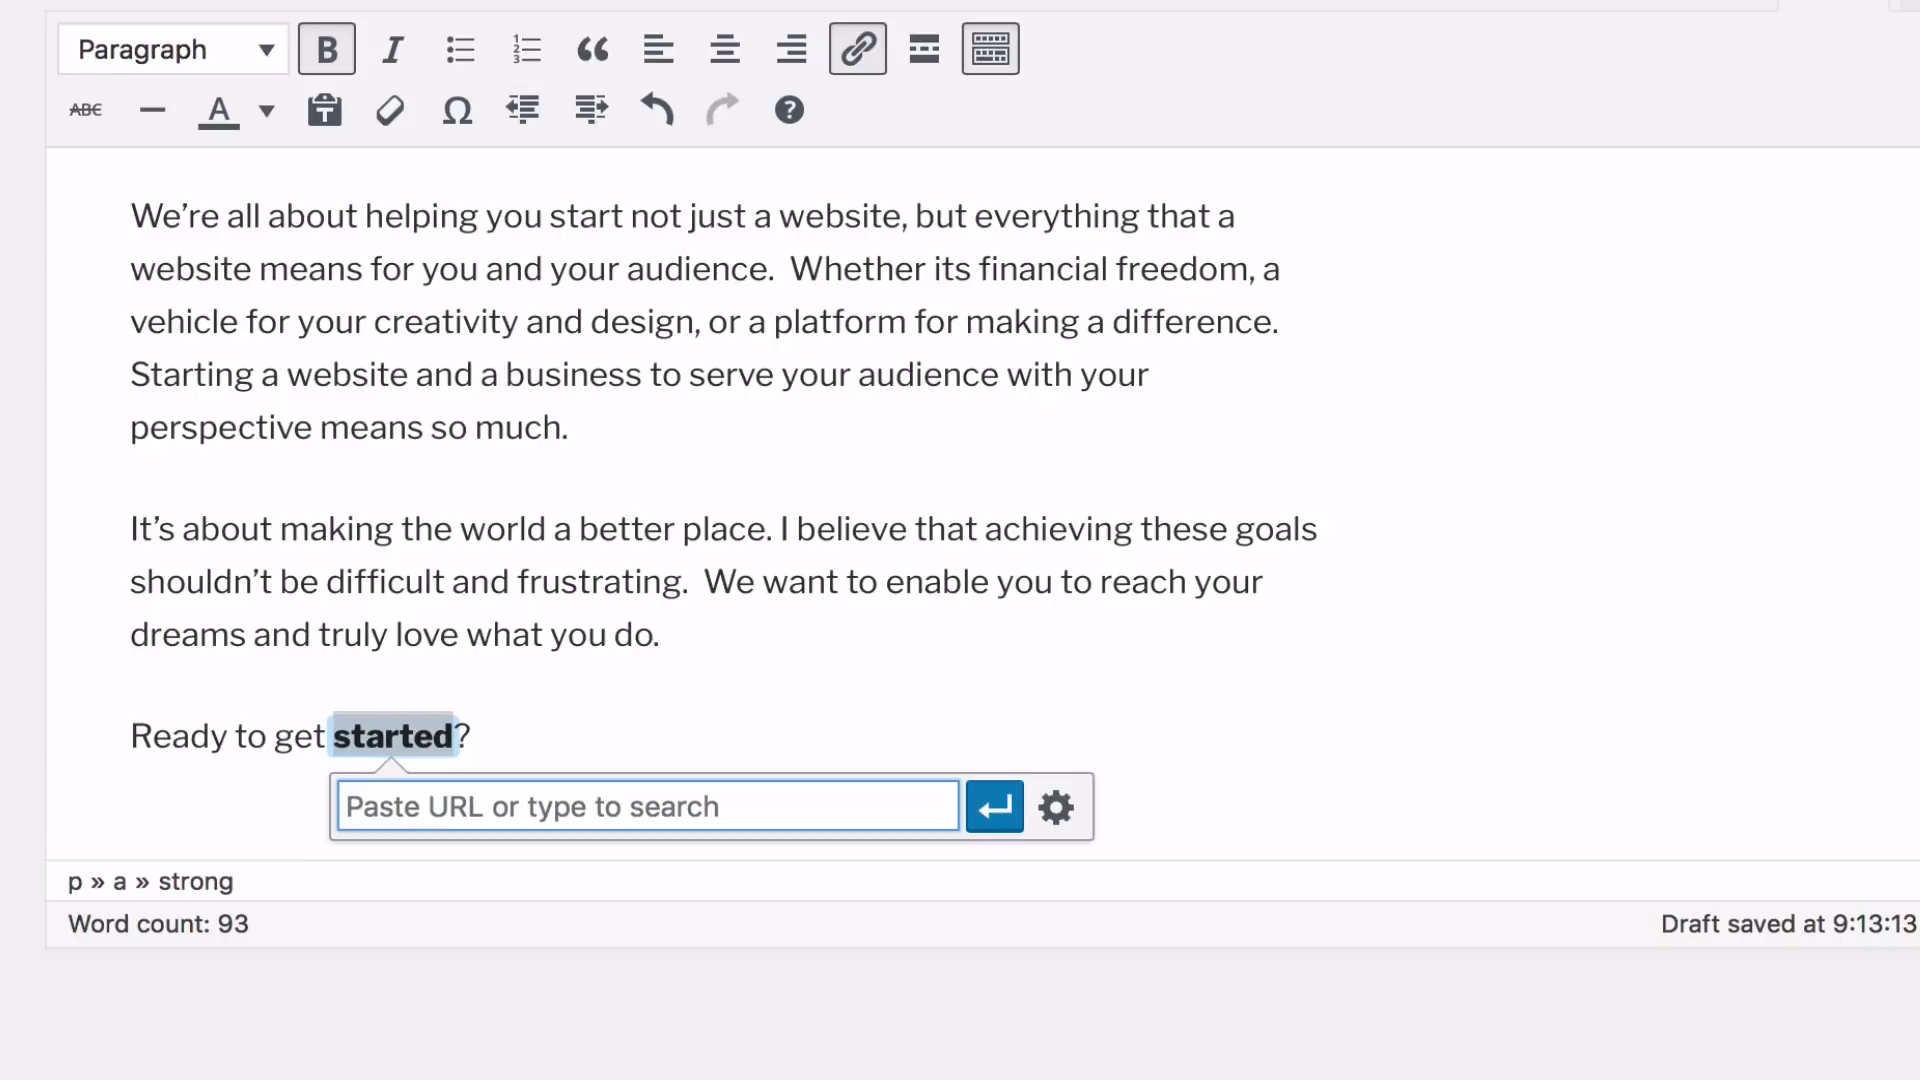 Paragraph B I
ABC A T Ω ?
We’re all about helping you start not just a website, but everything that a
website means for you and your audience.  Whether its financial freedom, a
vehicle for your creativity and design, or a platform for making a difference.
Starting a website and a business to serve your audience with your
perspective means so much.
It’s about making the world a better place. I believe that achieving these goals
shouldn’t be difficult and frustrating.  We want to enable you to reach your
dreams and truly love what you do.
Ready to get started?
Paste URL or type to search
p » a » strong
Word count: 93
Draft saved at 9:13:13